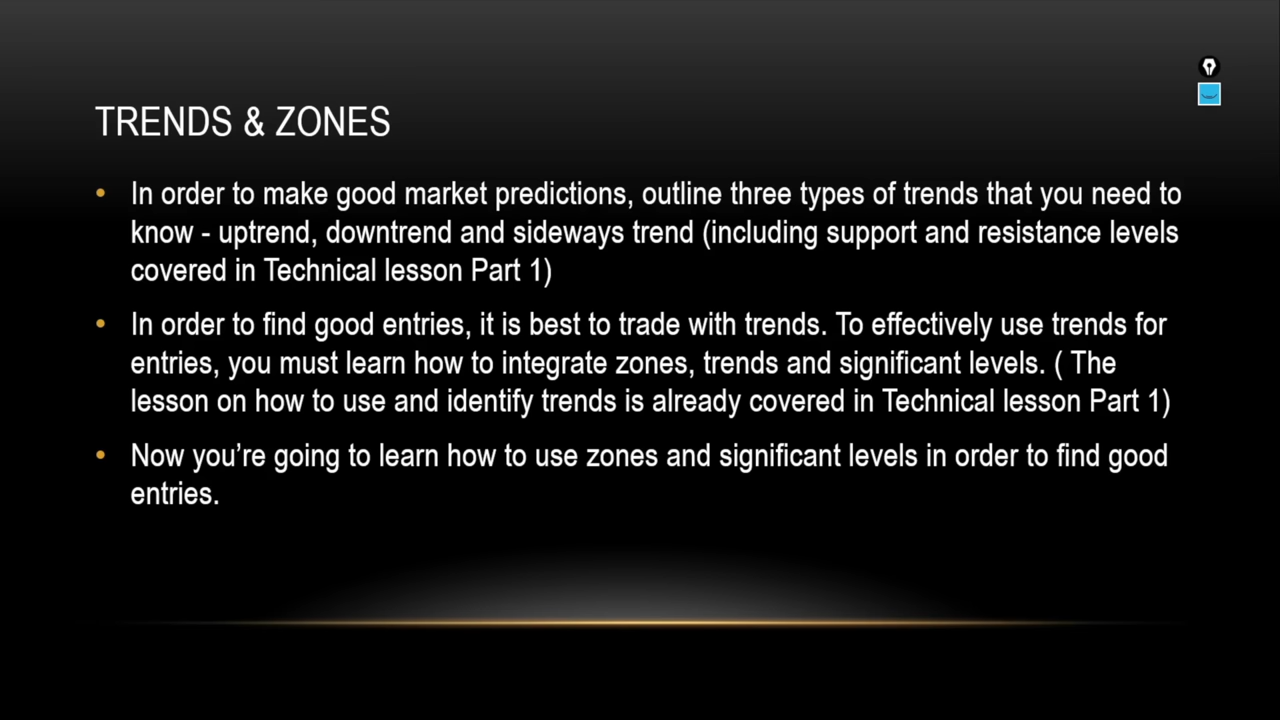 TRENDS & ZONES
• In order to make good market predictions, outline three types of trends that you need to
know - uptrend, downtrend and sideways trend (including support and resistance levels
covered in Technical lesson Part 1)
• In order to find good entries, it is best to trade with trends. To effectively use trends for
entries, you must learn how to integrate zones, trends and significant levels. ( The
lesson on how to use and identify trends is already covered in Technical lesson Part 1)
• Now you’re going to learn how to use zones and significant levels in order to find good
entries.